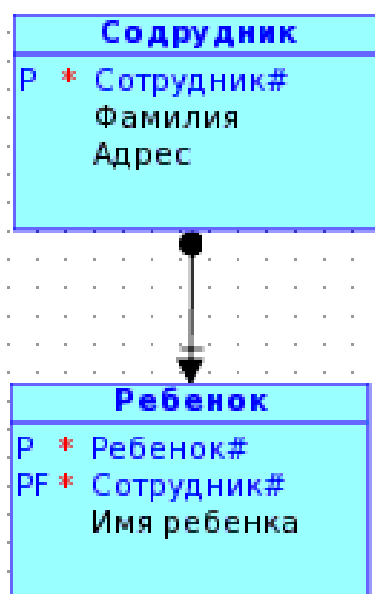 Содрудник
P * Сотрудник#
Фамилия
Адрес
Ребенок
P * Ребенок#
PF * Сотрудник#
Имя ребенка